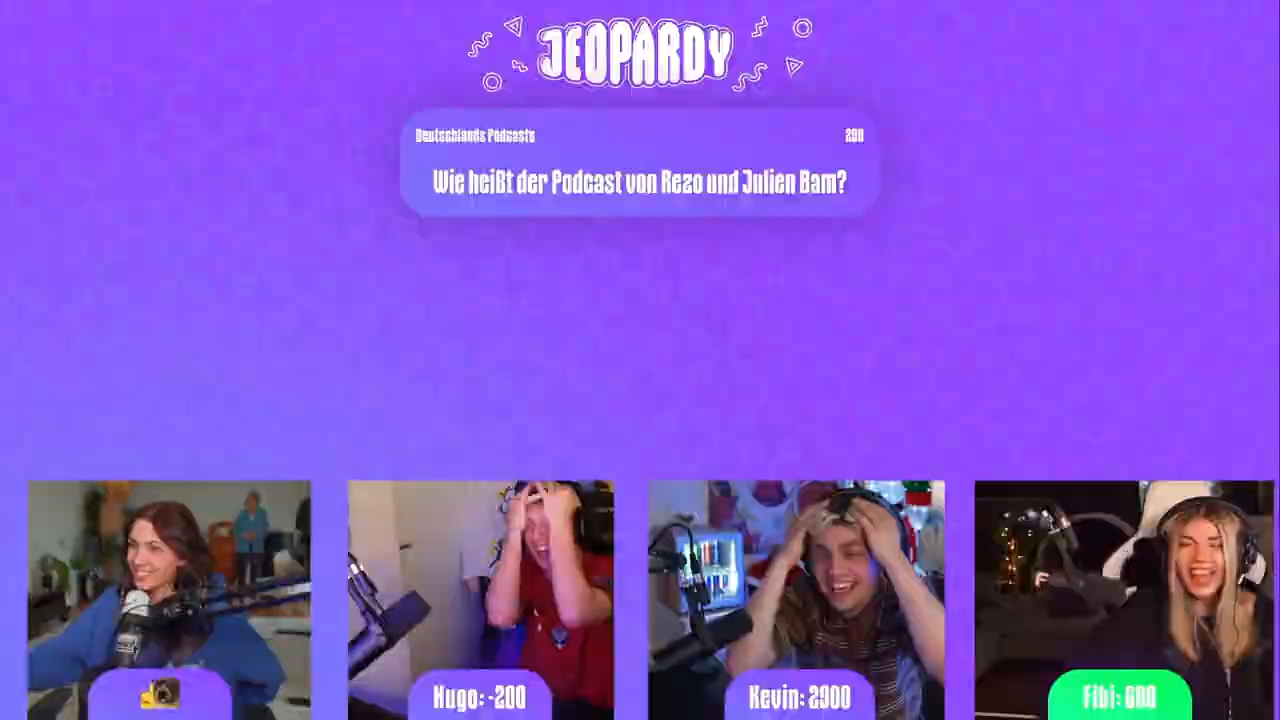 JEOPARDY
Deutschlands Podcasts
200
Wie heißt der Podcast von Rezo und Julien Bam?
Hugo: -200
Kevin: 2900
Fibi: 600